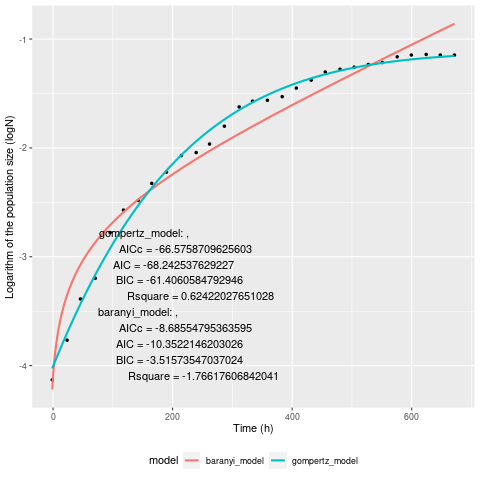 -1
-2
-3
-4
Logarithm of the population size (logN)
gompertz_model: ,
AICc = -66.5758709625603
AIC = -68.242537629227
BIC = -61.4060584792946
Rsquare = 0.62422027651028
baranyi_model: ,
AICc = -8.68554795363595
AIC = -10.3522146203026
BIC = -3.51573547037024
Rsquare = -1.76617606842041
0 200 400 600
Time (h)
model baranyi_model gompertz_model